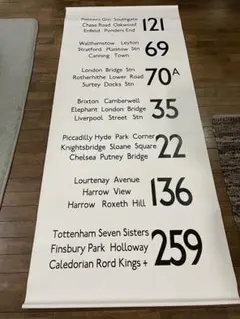 Palmers Grn Southgate
Chase Road Oakwood
Enfield Ponders End
121
Walthamstow Leyton
Stratford Plaistow Stn
Canning Town
69
London Bridge Stn
Rotherhithe Lower Road
Surrey Docks Stn
70A
Brixton Camberwell
Elephant London Bridge
Liverpool Street Stn
35
Piccadilly Hyde Park Corner
Knightsbridge Sloane Square
Chelsea Putney Bridge
22
Lourtenay Avenue
Harrow View
Harrow Roxeth Hill
136
Tottenham Seven Sisters
Finsbury Park Holloway
Caledonian Rord Kings +
259